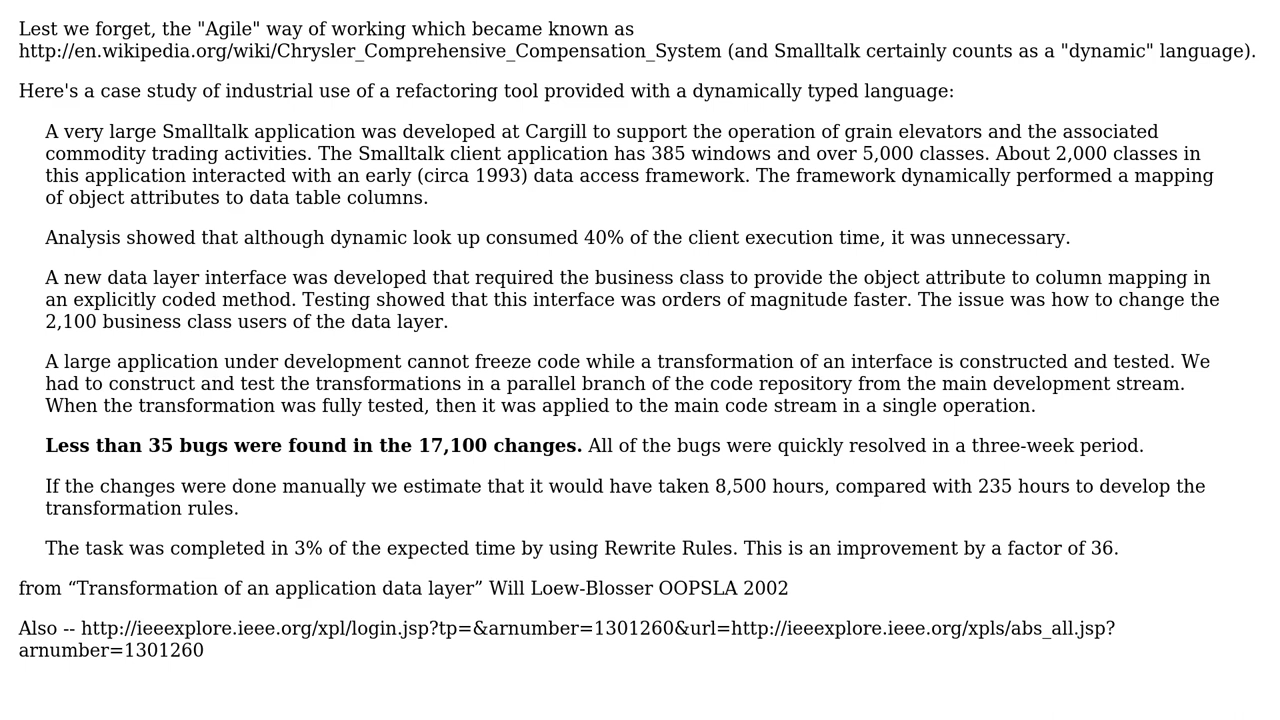 Lest we forget, the "Agile" way of working which became known as
http://en.wikipedia.org/wiki/Chrysler_Comprehensive_Compensation_System (and Smalltalk certainly counts as a "dynamic" language).
Here's a case study of industrial use of a refactoring tool provided with a dynamically typed language:
A very large Smalltalk application was developed at Cargill to support the operation of grain elevators and the associated
commodity trading activities. The Smalltalk client application has 385 windows and over 5,000 classes. About 2,000 classes in
this application interacted with an early (circa 1993) data access framework. The framework dynamically performed a mapping
of object attributes to data table columns.
Analysis showed that although dynamic look up consumed 40% of the client execution time, it was unnecessary.
A new data layer interface was developed that required the business class to provide the object attribute to column mapping in
an explicitly coded method. Testing showed that this interface was orders of magnitude faster. The issue was how to change the
2,100 business class users of the data layer.
A large application under development cannot freeze code while a transformation of an interface is constructed and tested. We
had to construct and test the transformations in a parallel branch of the code repository from the main development stream.
When the transformation was fully tested, then it was applied to the main code stream in a single operation.
Less than 35 bugs were found in the 17,100 changes. All of the bugs were quickly resolved in a three-week period.
If the changes were done manually we estimate that it would have taken 8,500 hours, compared with 235 hours to develop the
transformation rules.
The task was completed in 3% of the expected time by using Rewrite Rules. This is an improvement by a factor of 36.
from “Transformation of an application data layer” Will Loew-Blosser OOPSLA 2002
Also -- http://ieeexplore.ieee.org/xpl/login.jsp?tp=&arnumber=1301260&url=http://ieeexplore.ieee.org/xpls/abs_all.jsp?
arnumber=1301260